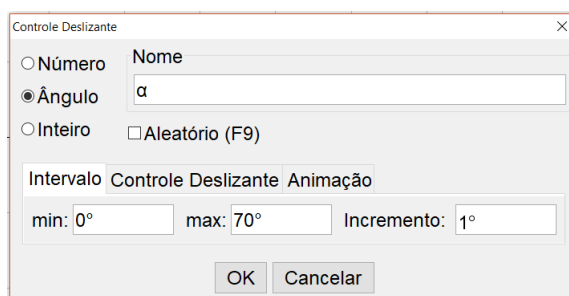 Controle Deslizante
Número
Ângulo
Inteiro
Nome
α
Aleatório (F9)
Intervalo Controle Deslizante Animação
min: 0° max: 70° Incremento: 1°
OK Cancelar